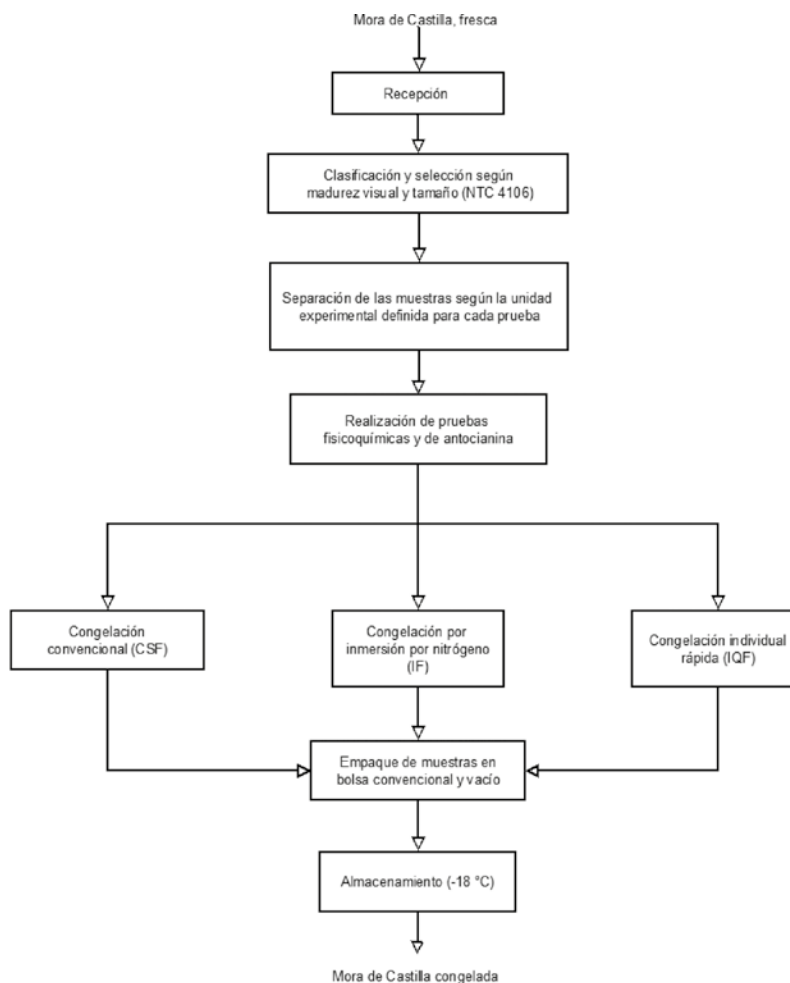 Mora de Castilla, fresca
Recepción
Clasificación y selección según
madurez visual y tamaño (NTC 4106)
Separación de las muestras según la unidad
experimental definida para cada prueba
Realización de pruebas
fisicoquímicas y de antocianina
Congelación
convencional (CSF)
Congelación por
inmersión por nitrógeno
(IF)
Congelación individual
rápida (IQF)
Empaque de muestras en
bolsa convencional y vacío
Almacenamiento (-18 °C)
Mora de Castilla congelada